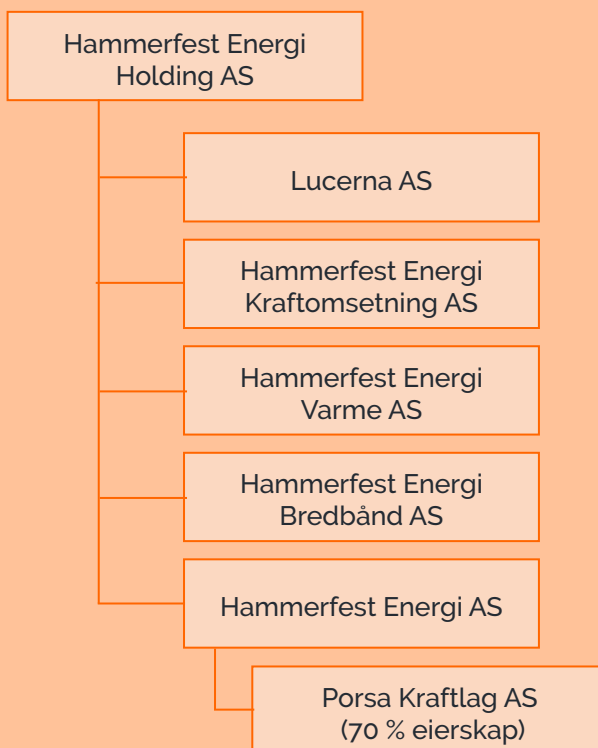 Hammerfest Energi
Holding AS
Lucerna AS
Hammerfest Energi
Kraftomsetning AS
Hammerfest Energi
Varme AS
Hammerfest Energi
Bredbånd AS
Hammerfest Energi AS
Porsa Kraftlag AS
(70 % eierskap)